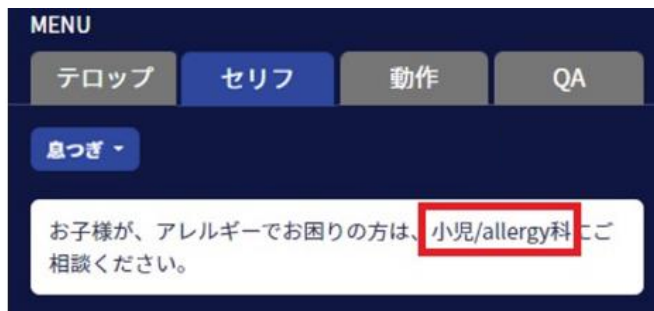 MENU
テロップ セリフ 動作 QA
息つぎ
お子様が、アレルギーでお困りの方は、小児/allergy科にご
相談ください。